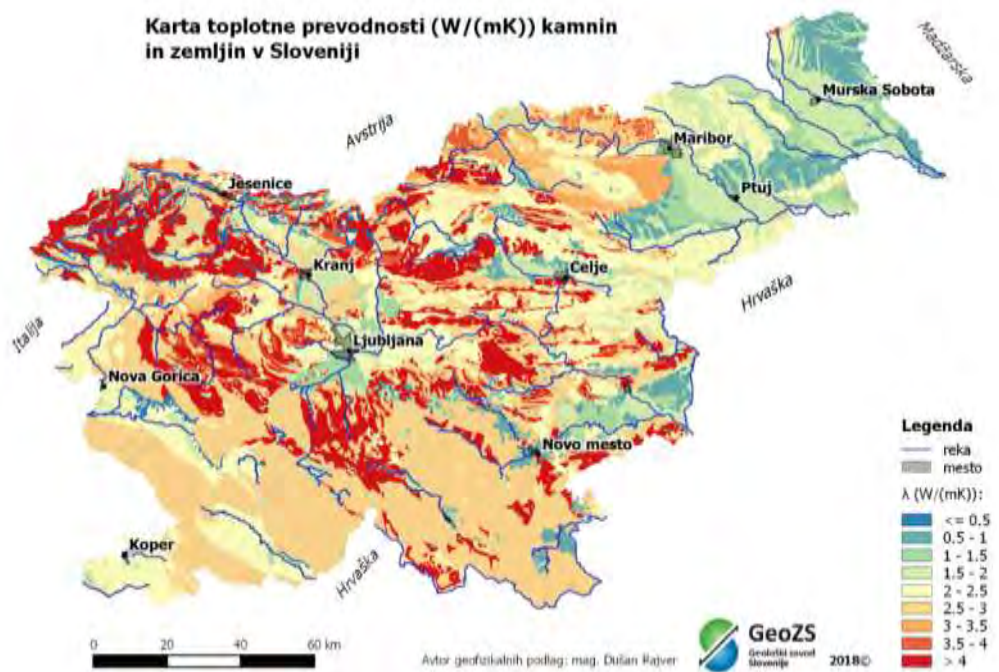 Karta toplotne prevodnosti (W/(mK)) kamnin
in zemljin v Sloveniji
Madžarska
Murska Sobota
Avstrija
Maribor
Ptuj
Jesenice
Kranj
Celje
Hrvaška
Italija
Ljubljana
Nova Gorica
Novo mesto
Koper
Hrvaška
Legenda
reka
mesto
λ (W/(mK)):
<= 0.5
0.5 - 1
1 - 1.5
1.5 - 2
2 - 2.5
2.5 - 3
3 - 3.5
3.5 - 4
> 4
0 20 40 60 km
Avtor geofizikalnih podlag: mag. Dušan Rajver
GeoZS
Geološki zavod
Slovenije
2018©